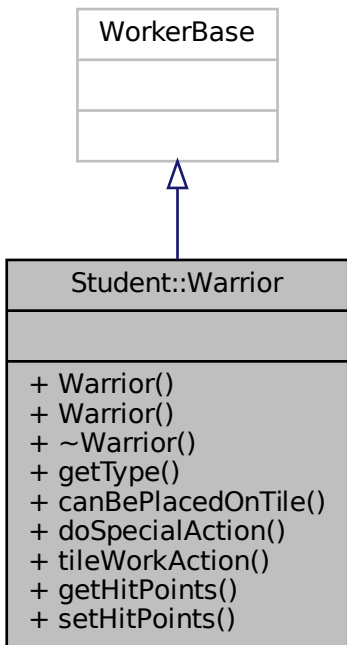 WorkerBase
Student::Warrior
+ Warrior()
+ Warrior()
+ ~Warrior()
+ getType()
+ canBePlacedOnTile()
+ doSpecialAction()
+ tileWorkAction()
+ getHitPoints()
+ setHitPoints()